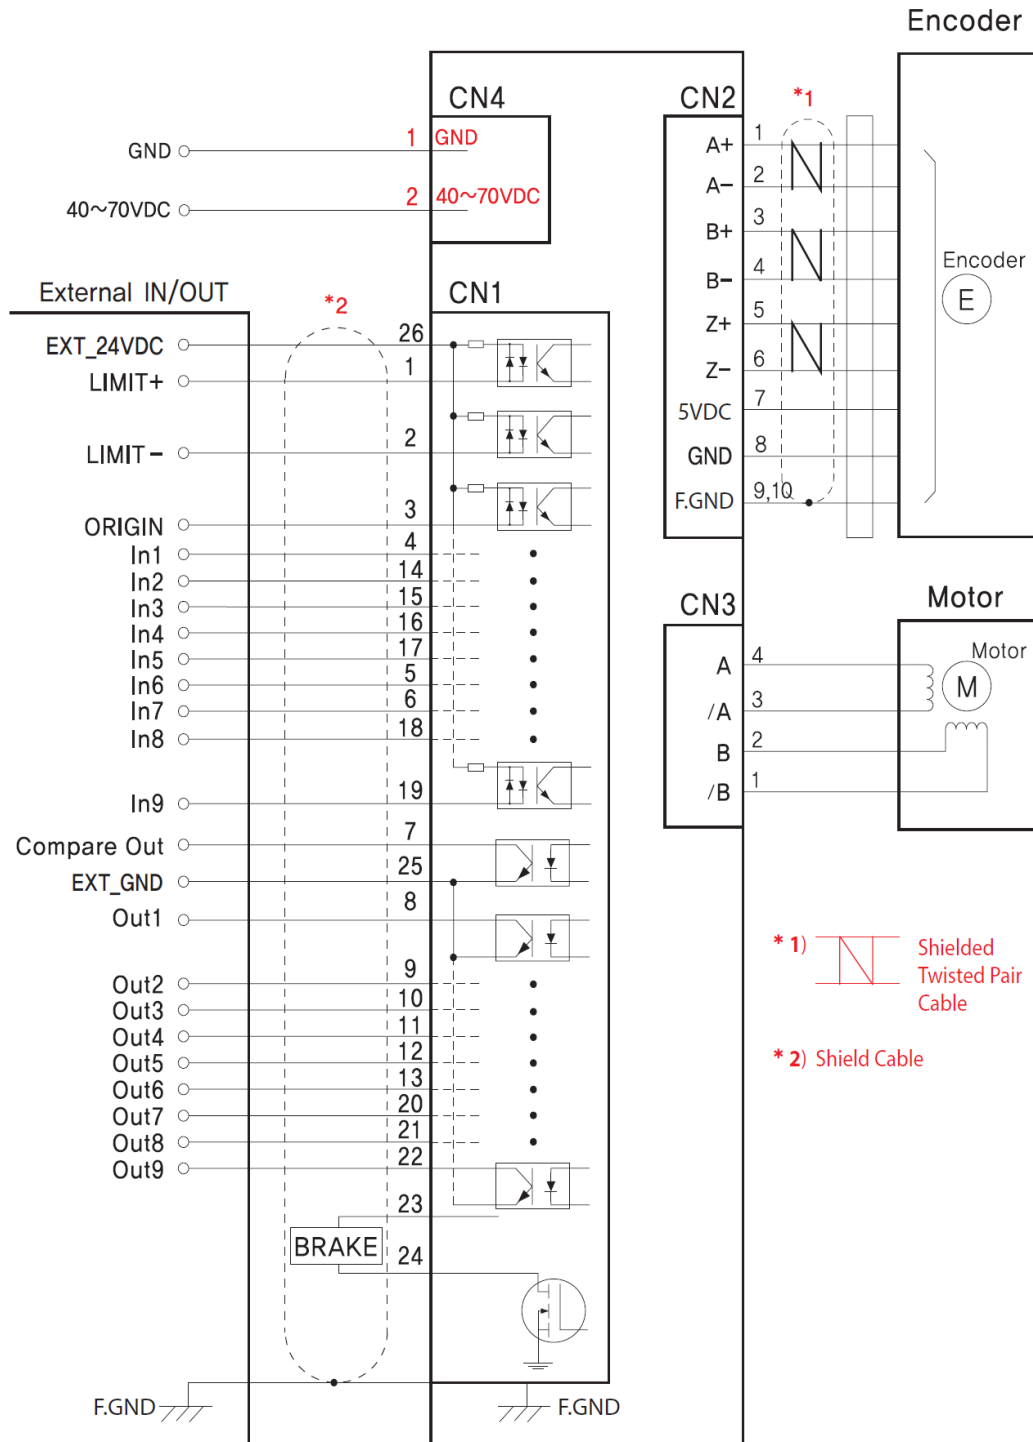 Encoder
CN4
CN2
*1
GND
1 GND
40~70VDC
2 40~70VDC
A+ 1
A- 2
B+ 3
B- 4
Z+ 5
Z- 6
5VDC 7
GND 8
F.GND 9,10
Encoder
E
External IN/OUT
*2
CN1
EXT_24VDC 26
LIMIT+ 1
LIMIT- 2
ORIGIN 3
In1 4
In2 14
In3 15
In4 16
In5 17
In6 5
In7 6
In8 18
In9 19
Compare Out 7
EXT_GND 25
Out1 8
Out2 9
Out3 10
Out4 11
Out5 12
Out6 13
Out7 20
Out8 21
Out9 22
23
BRAKE
24
F.GND
F.GND
CN3
Motor
A 4
/A 3
B 2
/B 1
Motor
M
* 1) Shielded
Twisted Pair
Cable
* 2) Shield Cable